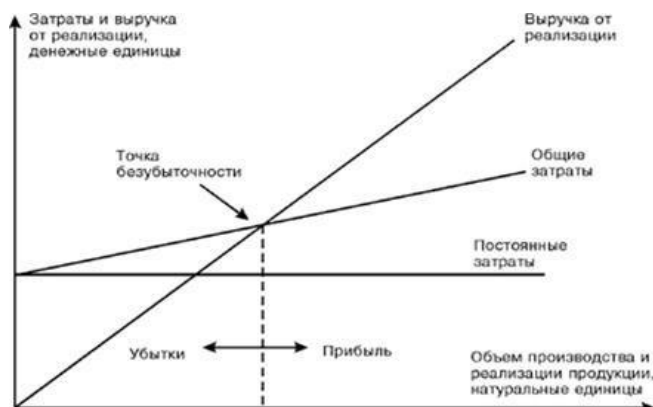 Затраты и выручка
от реализации,
денежные единицы
Выручка от
реализации
Точка
безубыточности
Общие
затраты
Постоянные
затраты
Убытки
Прибыль
Объем производства и
реализации продукции,
натуральные единицы